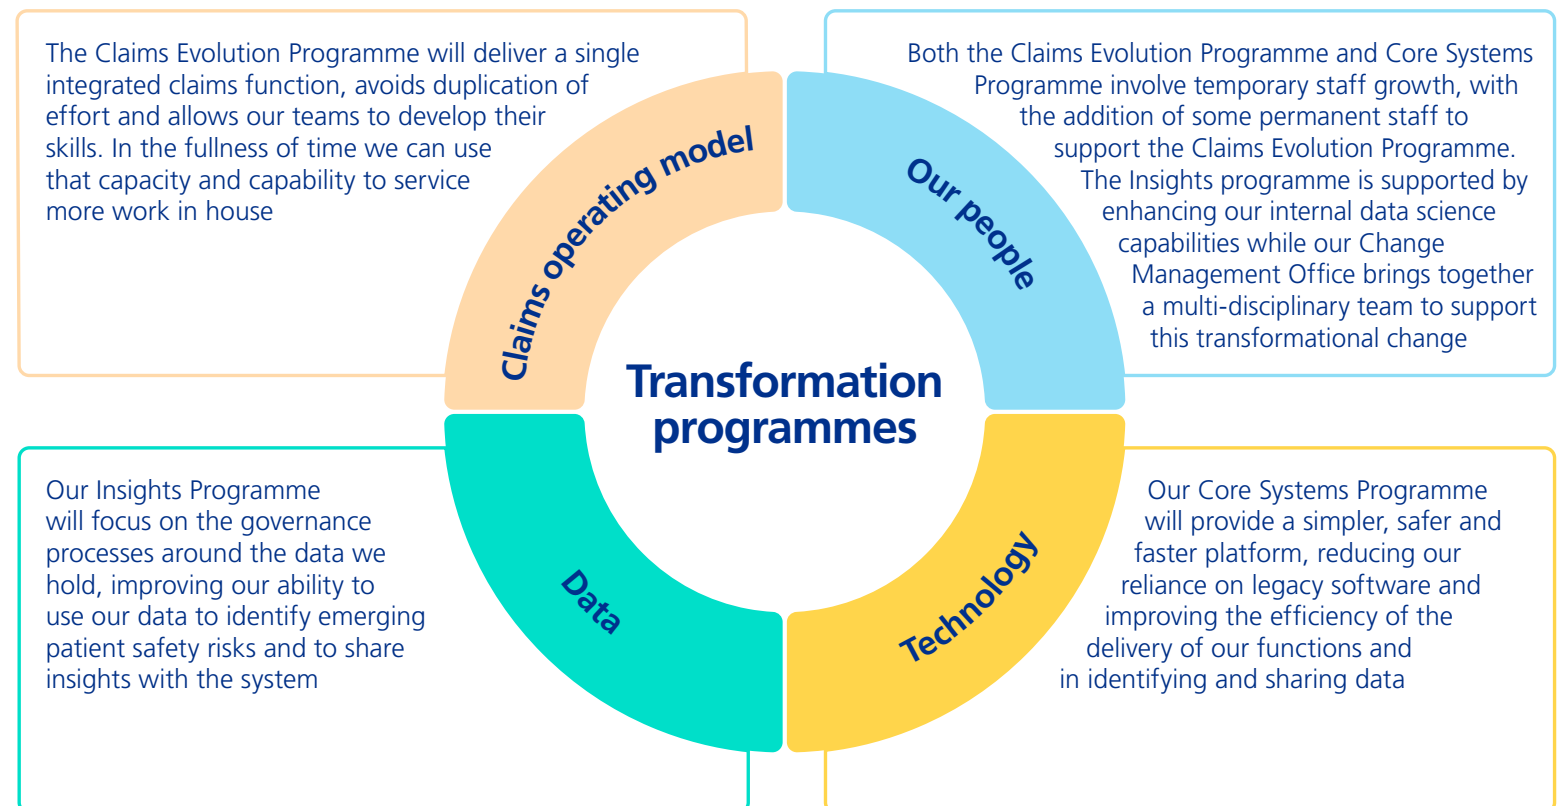 The Claims Evolution Programme will deliver a single
integrated claims function, avoids duplication of
effort and allows our teams to develop their
skills. In the fullness of time we can use
that capacity and capability to service
more work in house
Claims operating model
Both the Claims Evolution Programme and Core Systems
Programme involve temporary staff growth, with
the addition of some permanent staff to
support the Claims Evolution Programme.
The Insights programme is supported by
enhancing our internal data science
capabilities while our Change
Management Office brings together
a multi-disciplinary team to support
this transformational change
Our people
Transformation
programmes
Our Insights Programme
will focus on the governance
processes around the data we
hold, improving our ability to
use our data to identify emerging
patient safety risks and to share
insights with the system
Data
Our Core Systems Programme
will provide a simpler, safer and
faster platform, reducing our
reliance on legacy software and
improving the efficiency of the
delivery of our functions and
in identifying and sharing data
Technology